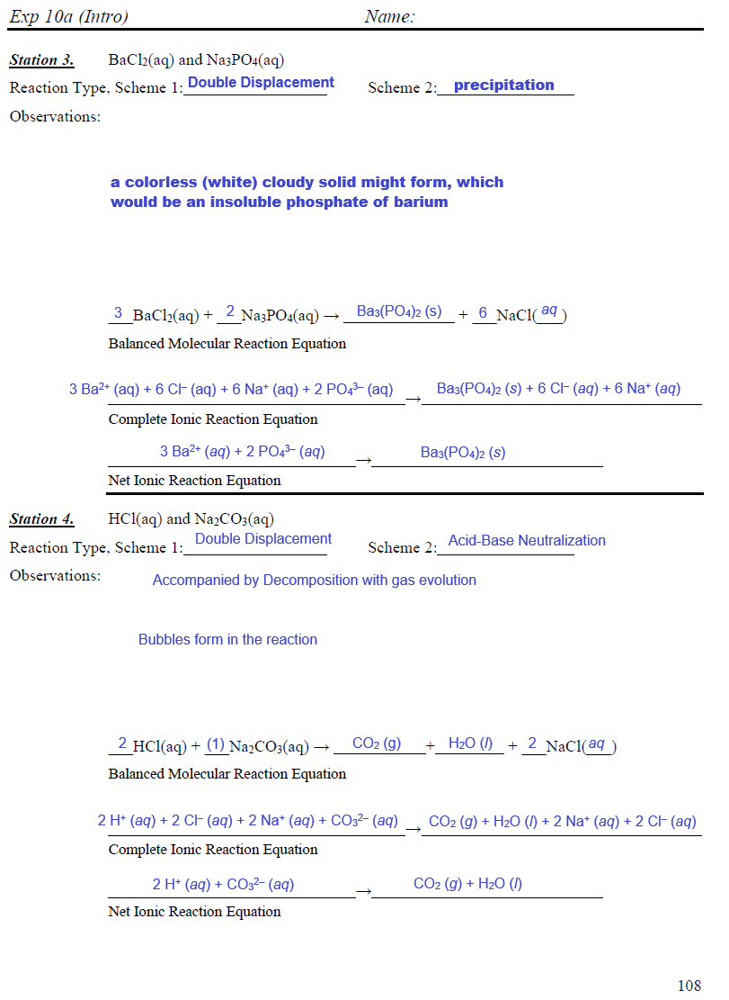 Exp 10a (Intro) Name:
Station 3. BaCl₂(aq) and Na₃PO₄(aq)
Reaction Type, Scheme 1: Double Displacement Scheme 2: precipitation
Observations:
a colorless (white) cloudy solid might form, which
would be an insoluble phosphate of barium
3 BaCl₂(aq) + 2 Na₃PO₄(aq) → Ba₃(PO₄)₂ (s) + 6 NaCl(aq)
Balanced Molecular Reaction Equation
3 Ba²⁺ (aq) + 6 Cl⁻ (aq) + 6 Na⁺ (aq) + 2 PO₄³⁻ (aq) → Ba₃(PO₄)₂ (s) + 6 Cl⁻ (aq) + 6 Na⁺ (aq)
Complete Ionic Reaction Equation
3 Ba²⁺ (aq) + 2 PO₄³⁻ (aq) → Ba₃(PO₄)₂ (s)
Net Ionic Reaction Equation
Station 4. HCl(aq) and Na₂CO₃(aq)
Reaction Type, Scheme 1: Double Displacement Scheme 2: Acid-Base Neutralization
Observations: Accompanied by Decomposition with gas evolution
Bubbles form in the reaction
2 HCl(aq) + (1) Na₂CO₃(aq) → CO₂ (g) + H₂O (l) + 2 NaCl(aq)
Balanced Molecular Reaction Equation
2 H⁺ (aq) + 2 Cl⁻ (aq) + 2 Na⁺ (aq) + CO₃²⁻ (aq) → CO₂ (g) + H₂O (l) + 2 Na⁺ (aq) + 2 Cl⁻ (aq)
Complete Ionic Reaction Equation
2 H⁺ (aq) + CO₃²⁻ (aq) → CO₂ (g) + H₂O (l)
Net Ionic Reaction Equation
108